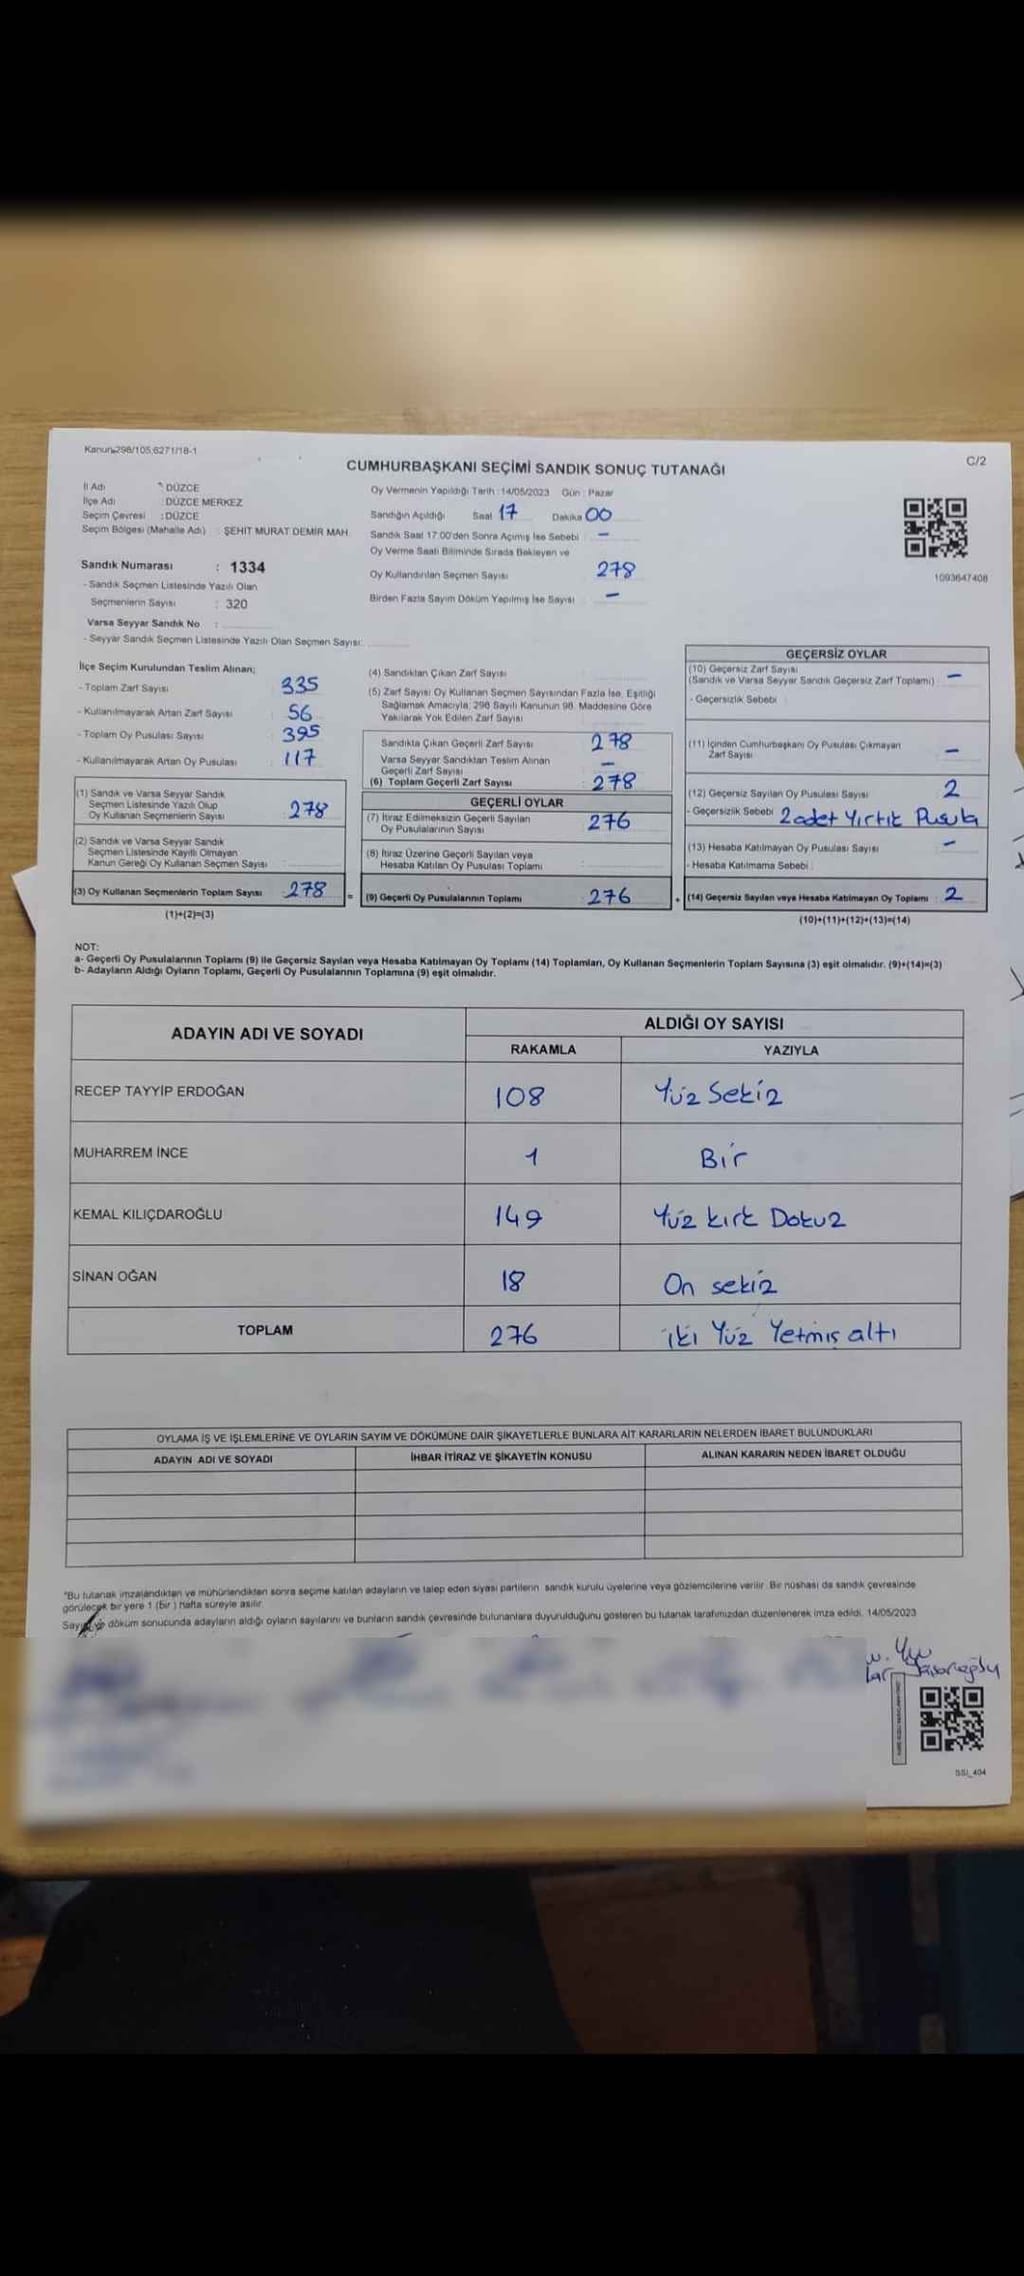 Kanun:298/105,6271/18-1
C/2
CUMHURBAŞKANI SEÇİMİ SANDIK SONUÇ TUTANAĞI
İl Adı : DÜZCE
İlçe Adı : DÜZCE MERKEZ
Seçim Çevresi : DÜZCE
Seçim Bölgesi (Mahalle Adı) : ŞEHİT MURAT DEMİR MAH.
Sandık Numarası : 1334
- Sandık Seçmen Listesinde Yazılı Olan
Seçmenlerin Sayısı : 320
Varsa Seyyar Sandık No :
- Seyyar Sandık Seçmen Listesinde Yazılı Olan Seçmen Sayısı:
Oy Vermenin Yapıldığı Tarih :14/05/2023 Gün : Pazar
Sandığın Açıldığı Saat 17 Dakika 00
Sandık Saat 17:00'den Sonra Açımış İse Sebebi : -
Oy Verme Saati Bitiminde Sırada Bekleyen ve
Oy Kullandırılan Seçmen Sayısı 278
Birden Fazla Sayım Döküm Yapılmış İse Sayısı : -
1093647408
İlçe Seçim Kurulundan Teslim Alınan;
- Toplam Zarf Sayısı : 335
- Kullanılmayarak Artan Zarf Sayısı : 56
- Toplam Oy Pusulası Sayısı : 395
- Kullanılmayarak Artan Oy Pusulası : 117
(1) Sandık ve Varsa Seyyar Sandık
Seçmen Listesinde Yazılı Olup
Oy Kullanan Seçmenlerin Sayısı : 278
(2) Sandık ve Varsa Seyyar Sandık
Seçmen Listesinde Kayıtlı Olmayan
Kanun Gereği Oy Kullanan Seçmen Sayısı :
(3) Oy Kullanan Seçmenlerin Toplam Sayısı : 278
(1)+(2)=(3)
(4) Sandıktan Çıkan Zarf Sayısı :
(5) Zarf Sayısı Oy Kullanan Seçmen Sayısından Fazla İse, Eşitliği
Sağlamak Amacıyla; 298 Sayılı Kanunun 98. Maddesine Göre
Yakılarak Yok Edilen Zarf Sayısı :
Sandıkta Çıkan Geçerli Zarf Sayısı : 278
Varsa Seyyar Sandıktan Teslim Alınan
Geçerli Zarf Sayısı : -
(6) Toplam Geçerli Zarf Sayısı : 278
GEÇERLİ OYLAR
(7) İtiraz Edilmeksizin Geçerli Sayılan
Oy Pusulalarının Sayısı : 276
(8) İtiraz Üzerine Geçerli Sayılan veya
Hesaba Katılan Oy Pusulası Toplamı :
= (9) Geçerli Oy Pusulalarının Toplamı : 276
GEÇERSİZ OYLAR
(10) Geçersiz Zarf Sayısı
(Sandık ve Varsa Seyyar Sandık Geçersiz Zarf Toplamı) : -
- Geçersizlik Sebebi :
(11) İçinden Cumhurbaşkanı Oy Pusulası Çıkmayan
Zarf Sayısı : -
(12) Geçersiz Sayılan Oy Pusulası Sayısı : 2
- Geçersizlik Sebebi 2 adet Yırtık Pusula
(13) Hesaba Katılmayan Oy Pusulası Sayısı : -
- Hesaba Katılmama Sebebi :
+ (14) Geçersiz Sayılan veya Hesaba Katılmayan Oy Toplamı : 2
(10)+(11)+(12)+(13)=(14)
NOT:
a- Geçerli Oy Pusulalarının Toplamı (9) ile Geçersiz Sayılan veya Hesaba Katılmayan Oy Toplamı (14) Toplamları, Oy Kullanan Seçmenlerin Toplam Sayısına (3) eşit olmalıdır. (9)+(14)=(3)
b- Adayların Aldığı Oyların Toplamı, Geçerli Oy Pusulalarının Toplamına (9) eşit olmalıdır.
ADAYIN ADI VE SOYADI
ALDIĞI OY SAYISI
RAKAMLA YAZIYLA
RECEP TAYYİP ERDOĞAN 108 Yüz Sekiz
MUHARREM İNCE 1 Bir
KEMAL KILIÇDAROĞLU 149 Yüz kırk Dokuz
SİNAN OĞAN 18 On sekiz
TOPLAM 276 iki Yüz Yetmiş altı
OYLAMA İŞ VE İŞLEMLERİNE VE OYLARIN SAYIM VE DÖKÜMÜNE DAİR ŞİKAYETLERLE BUNLARA AİT KARARLARIN NELERDEN İBARET BULUNDUKLARI
ADAYIN ADI VE SOYADI İHBAR İTİRAZ VE ŞİKAYETİN KONUSU ALINAN KARARIN NEDEN İBARET OLDUĞU
*Bu tutanak imzalandıktan ve mühürlendikten sonra seçime katılan adayların ve talep eden siyasi partilerin sandık kurulu üyelerine veya gözlemcilerine verilir. Bir nüshası da sandık çevresinde
görülecek bir yere 1 (bir) hafta süreyle asılır.
Sayım ve döküm sonucunda adayların aldığı oyların sayılarını ve bunların sandık çevresinde bulunanlara duyurulduğunu gösteren bu tutanak tarafımızdan düzenlenerek imza edildi. 14/05/2023
SSI_404